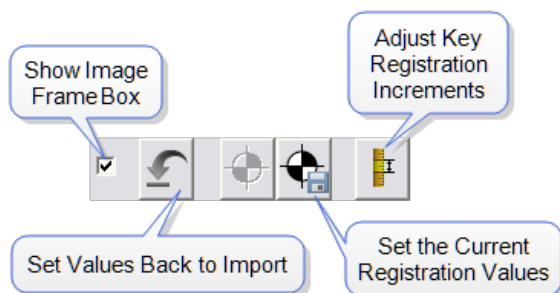 Show Image
Frame Box
Adjust Key
Registration
Increments
Set Values Back to Import
Set the Current
Registration Values